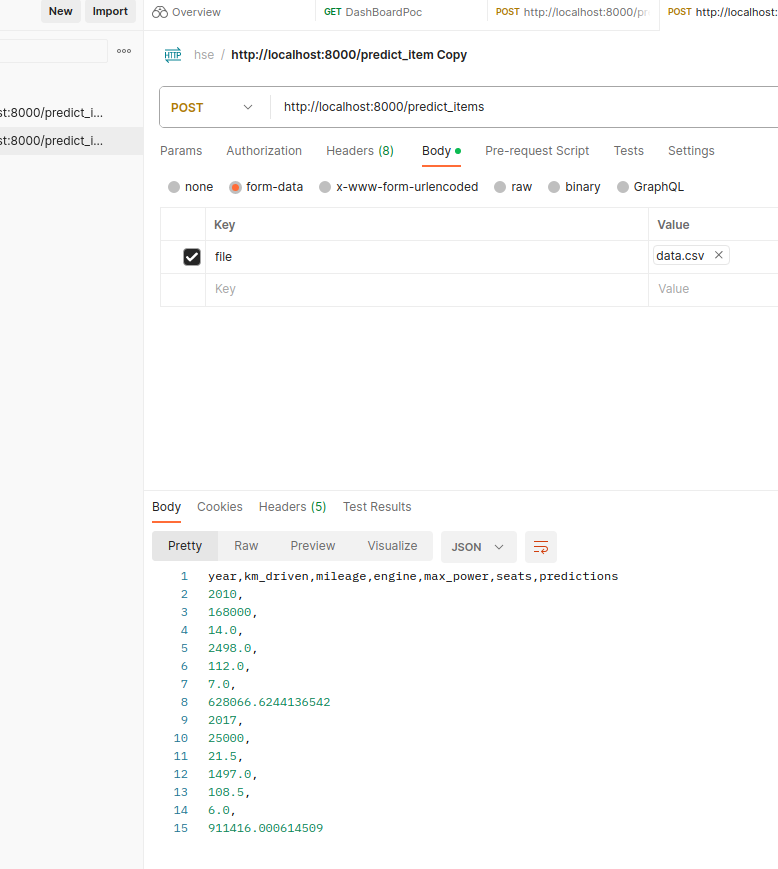 New Import
Overview GET DashBoardPoc POST http://localhost:8000/pr POST http://localhost:
HTTP hse / http://localhost:8000/predict_item Copy
st:8000/predict_i...
st:8000/predict_i...
POST http://localhost:8000/predict_items
Params Authorization Headers (8) Body Pre-request Script Tests Settings
none form-data x-www-form-urlencoded raw binary GraphQL
Key Value
file data.csv
Key Value
Body Cookies Headers (5) Test Results
Pretty Raw Preview Visualize JSON
1 year,km_driven,mileage,engine,max_power,seats,predictions
2 2010,
3 168000,
4 14.0,
5 2498.0,
6 112.0,
7 7.0,
8 628066.6244136542
9 2017,
10 25000,
11 21.5,
12 1497.0,
13 108.5,
14 6.0,
15 911416.000614509